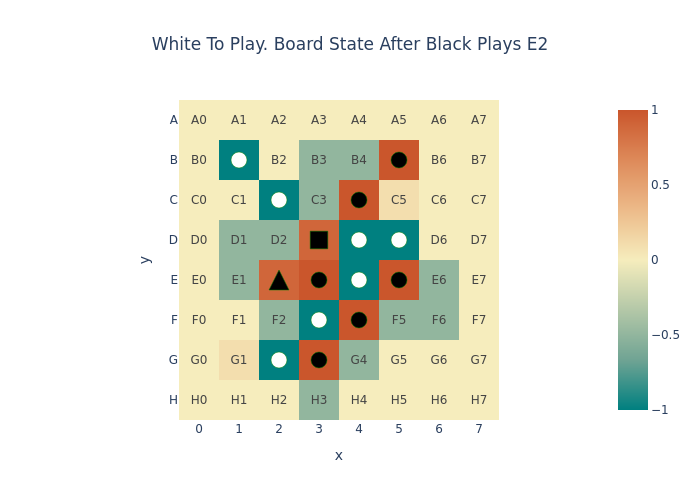 White To Play. Board State After Black Plays E2
A A0 A1 A2 A3 A4 A5 A6 A7
B B0 B2 B3 B4 B6 B7
C C0 C1 C3 C5 C6 C7
D D0 D1 D2 D6 D7
E E0 E1 E6 E7
F F0 F1 F2 F5 F6 F7
G G0 G1 G4 G5 G6 G7
H H0 H1 H2 H3 H4 H5 H6 H7
0 1 2 3 4 5 6 7
x
y
1
0.5
0
−0.5
−1